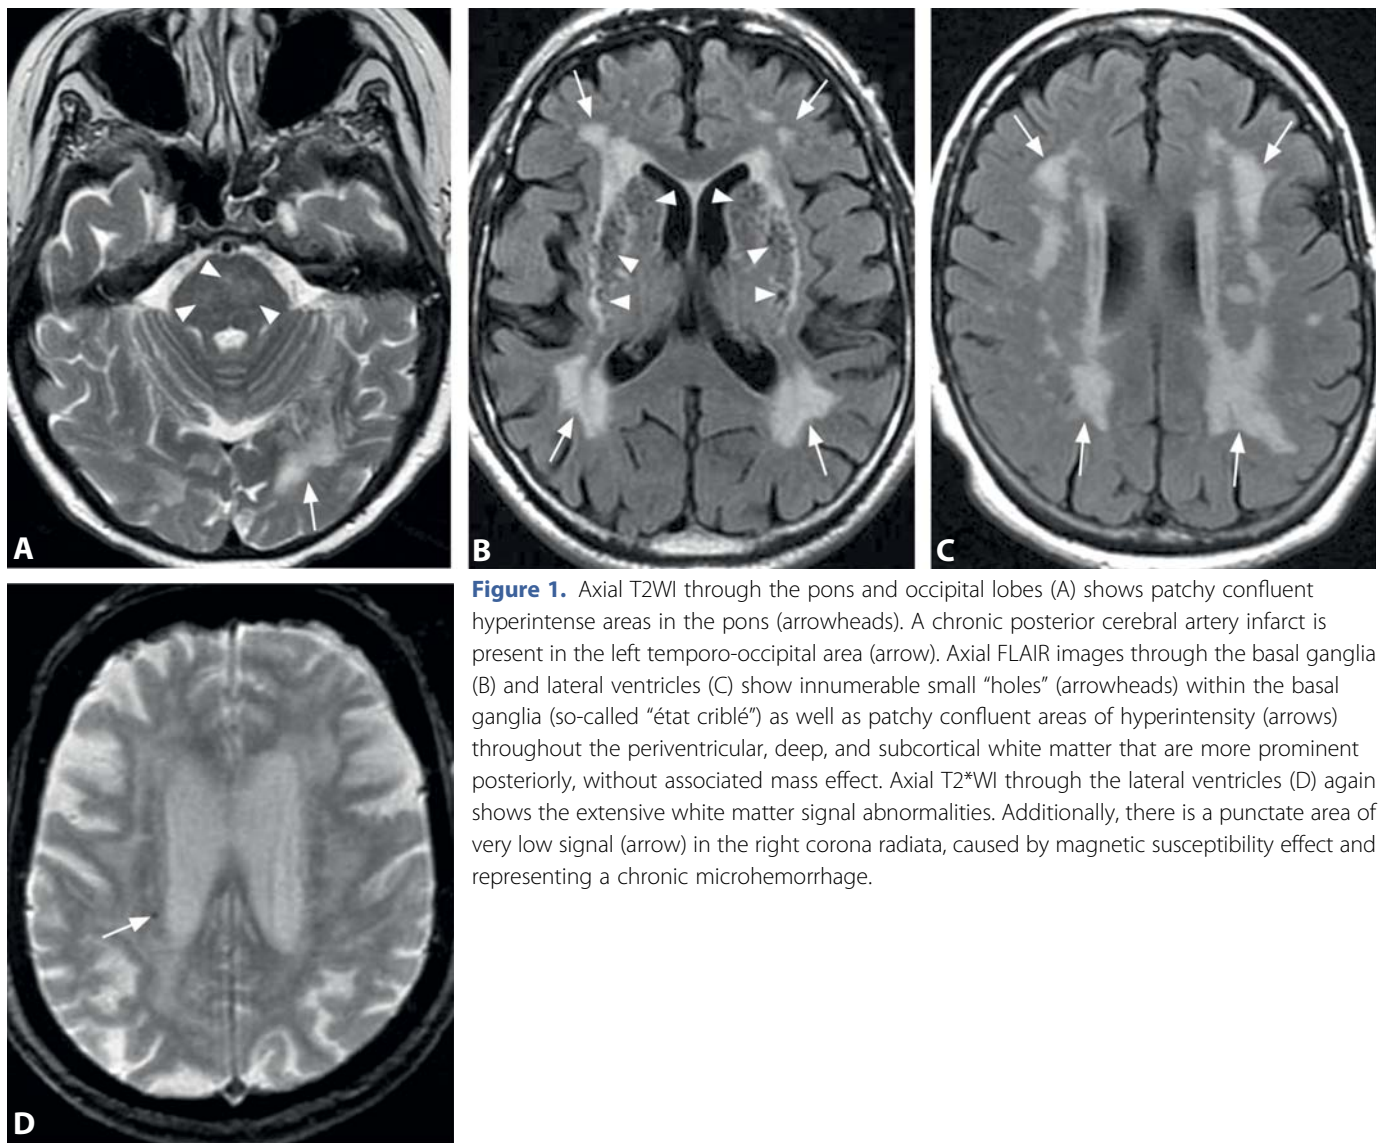 A
B
C
Figure 1. Axial T2WI through the pons and occipital lobes (A) shows patchy confluent
hyperintense areas in the pons (arrowheads). A chronic posterior cerebral artery infarct is
present in the left temporo-occipital area (arrow). Axial FLAIR images through the basal ganglia
(B) and lateral ventricles (C) show innumerable small “holes” (arrowheads) within the basal
ganglia (so-called “état criblé”) as well as patchy confluent areas of hyperintensity (arrows)
throughout the periventricular, deep, and subcortical white matter that are more prominent
posteriorly, without associated mass effect. Axial T2*WI through the lateral ventricles (D) again
shows the extensive white matter signal abnormalities. Additionally, there is a punctate area of
very low signal (arrow) in the right corona radiata, caused by magnetic susceptibility effect and
representing a chronic microhemorrhage.
D